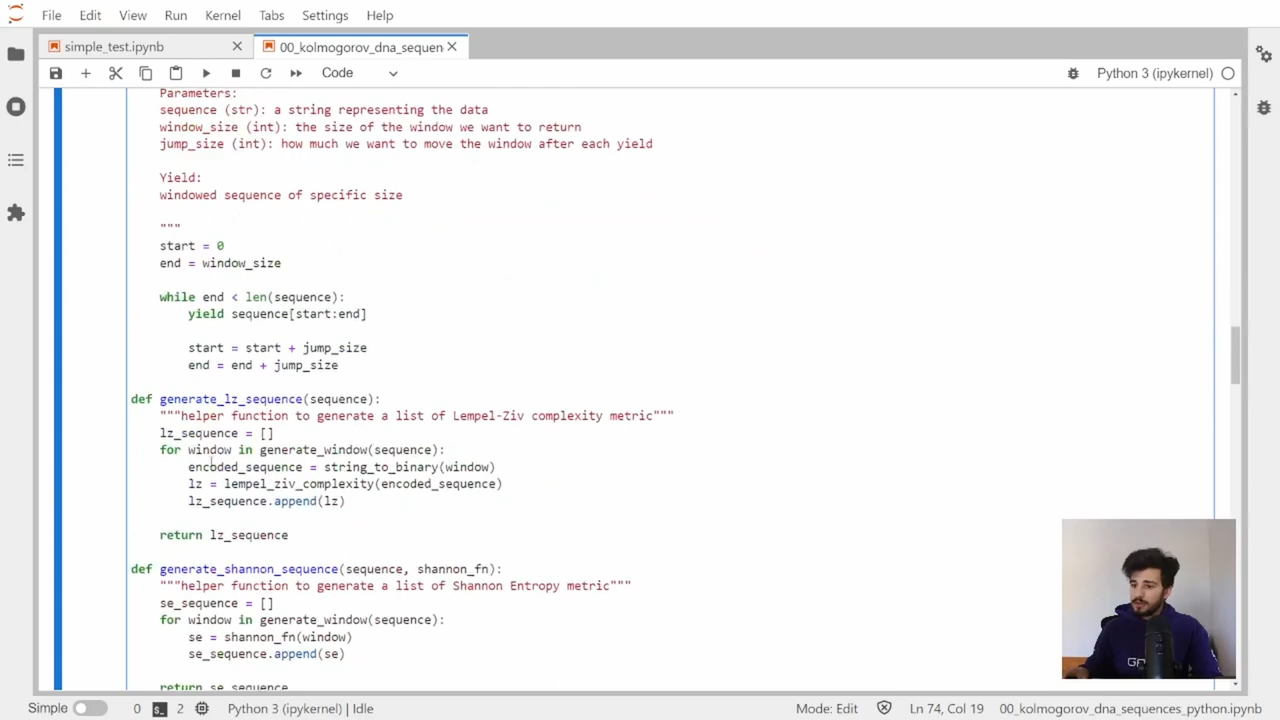 File Edit View Run Kernel Tabs Settings Help
simple_test.ipynb 00_kolmogorov_dna_sequen
Code Python 3 (ipykernel)
Parameters:
sequence (str): a string representing the data
window_size (int): the size of the window we want to return
jump_size (int): how much we want to move the window after each yield
Yield:
windowed sequence of specific size
"""
start = 0
end = window_size
while end < len(sequence):
yield sequence[start:end]
start = start + jump_size
end = end + jump_size
def generate_lz_sequence(sequence):
"""helper function to generate a list of Lempel-Ziv complexity metric"""
lz_sequence = []
for window in generate_window(sequence):
encoded_sequence = string_to_binary(window)
lz = lempel_ziv_complexity(encoded_sequence)
lz_sequence.append(lz)
return lz_sequence
def generate_shannon_sequence(sequence, shannon_fn):
"""helper function to generate a list of Shannon Entropy metric"""
se_sequence = []
for window in generate_window(sequence):
se = shannon_fn(window)
se_sequence.append(se)
return se_sequence
Simple 0 2 Python 3 (ipykernel) | Idle Mode: Edit Ln 74, Col 19 00_kolmogorov_dna_sequences_python.ipynb